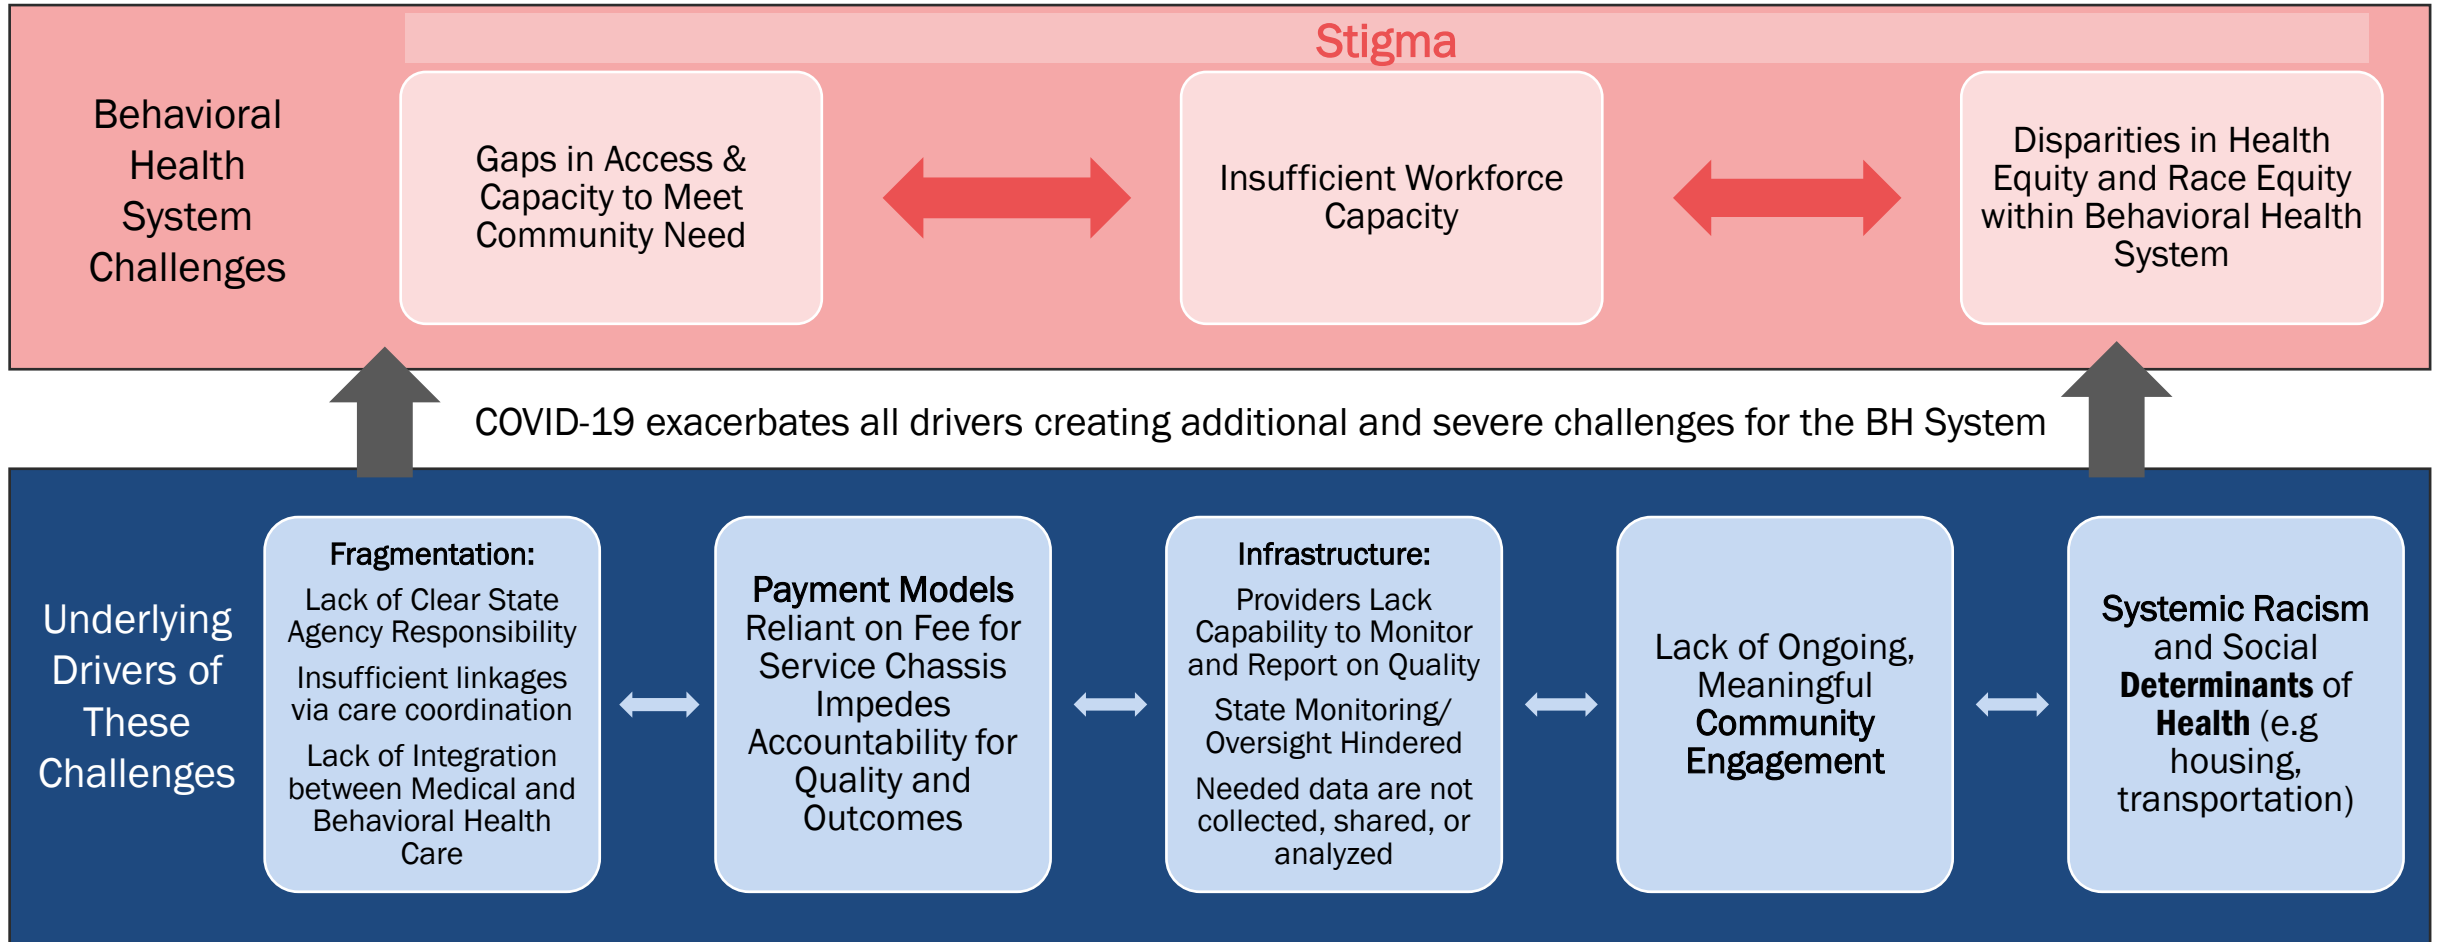 Stigma
Behavioral
Health
System
Challenges
Gaps in Access &
Capacity to Meet
Community Need
Insufficient Workforce
Capacity
Disparities in Health
Equity and Race Equity
within Behavioral Health
System
COVID-19 exacerbates all drivers creating additional and severe challenges for the BH System
Underlying
Drivers of
These
Challenges
Fragmentation:
Lack of Clear State
Agency Responsibility
Insufficient linkages
via care coordination
Lack of Integration
between Medical and
Behavioral Health
Care
Payment Models
Reliant on Fee for
Service Chassis
Impedes
Accountability for
Quality and
Outcomes
Infrastructure:
Providers Lack
Capability to Monitor
and Report on Quality
State Monitoring/
Oversight Hindered
Needed data are not
collected, shared, or
analyzed
Lack of Ongoing,
Meaningful
Community
Engagement
Systemic Racism
and Social
Determinants of
Health (e.g
housing,
transportation)